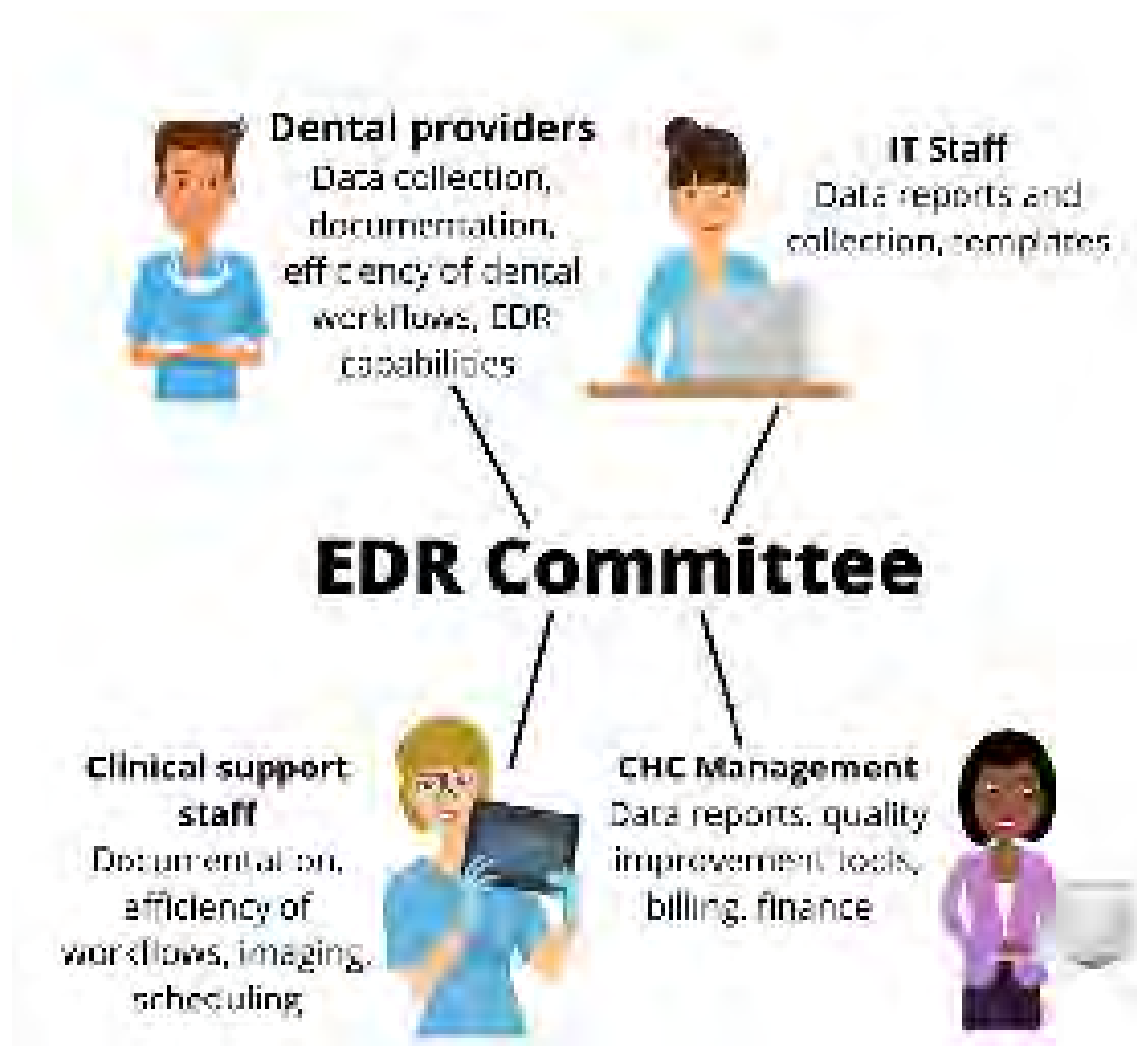 Dental providers
Data collection,
documentation,
efficiency of dental
workflows, EDR
capabilities
IT Staff
Data reports and
collection, templates
EDR Committee
Clinical support
staff
Documentation,
efficiency of
workflows, imaging,
scheduling
CHC Management
Data reports, quality
improvement tools,
billing, finance